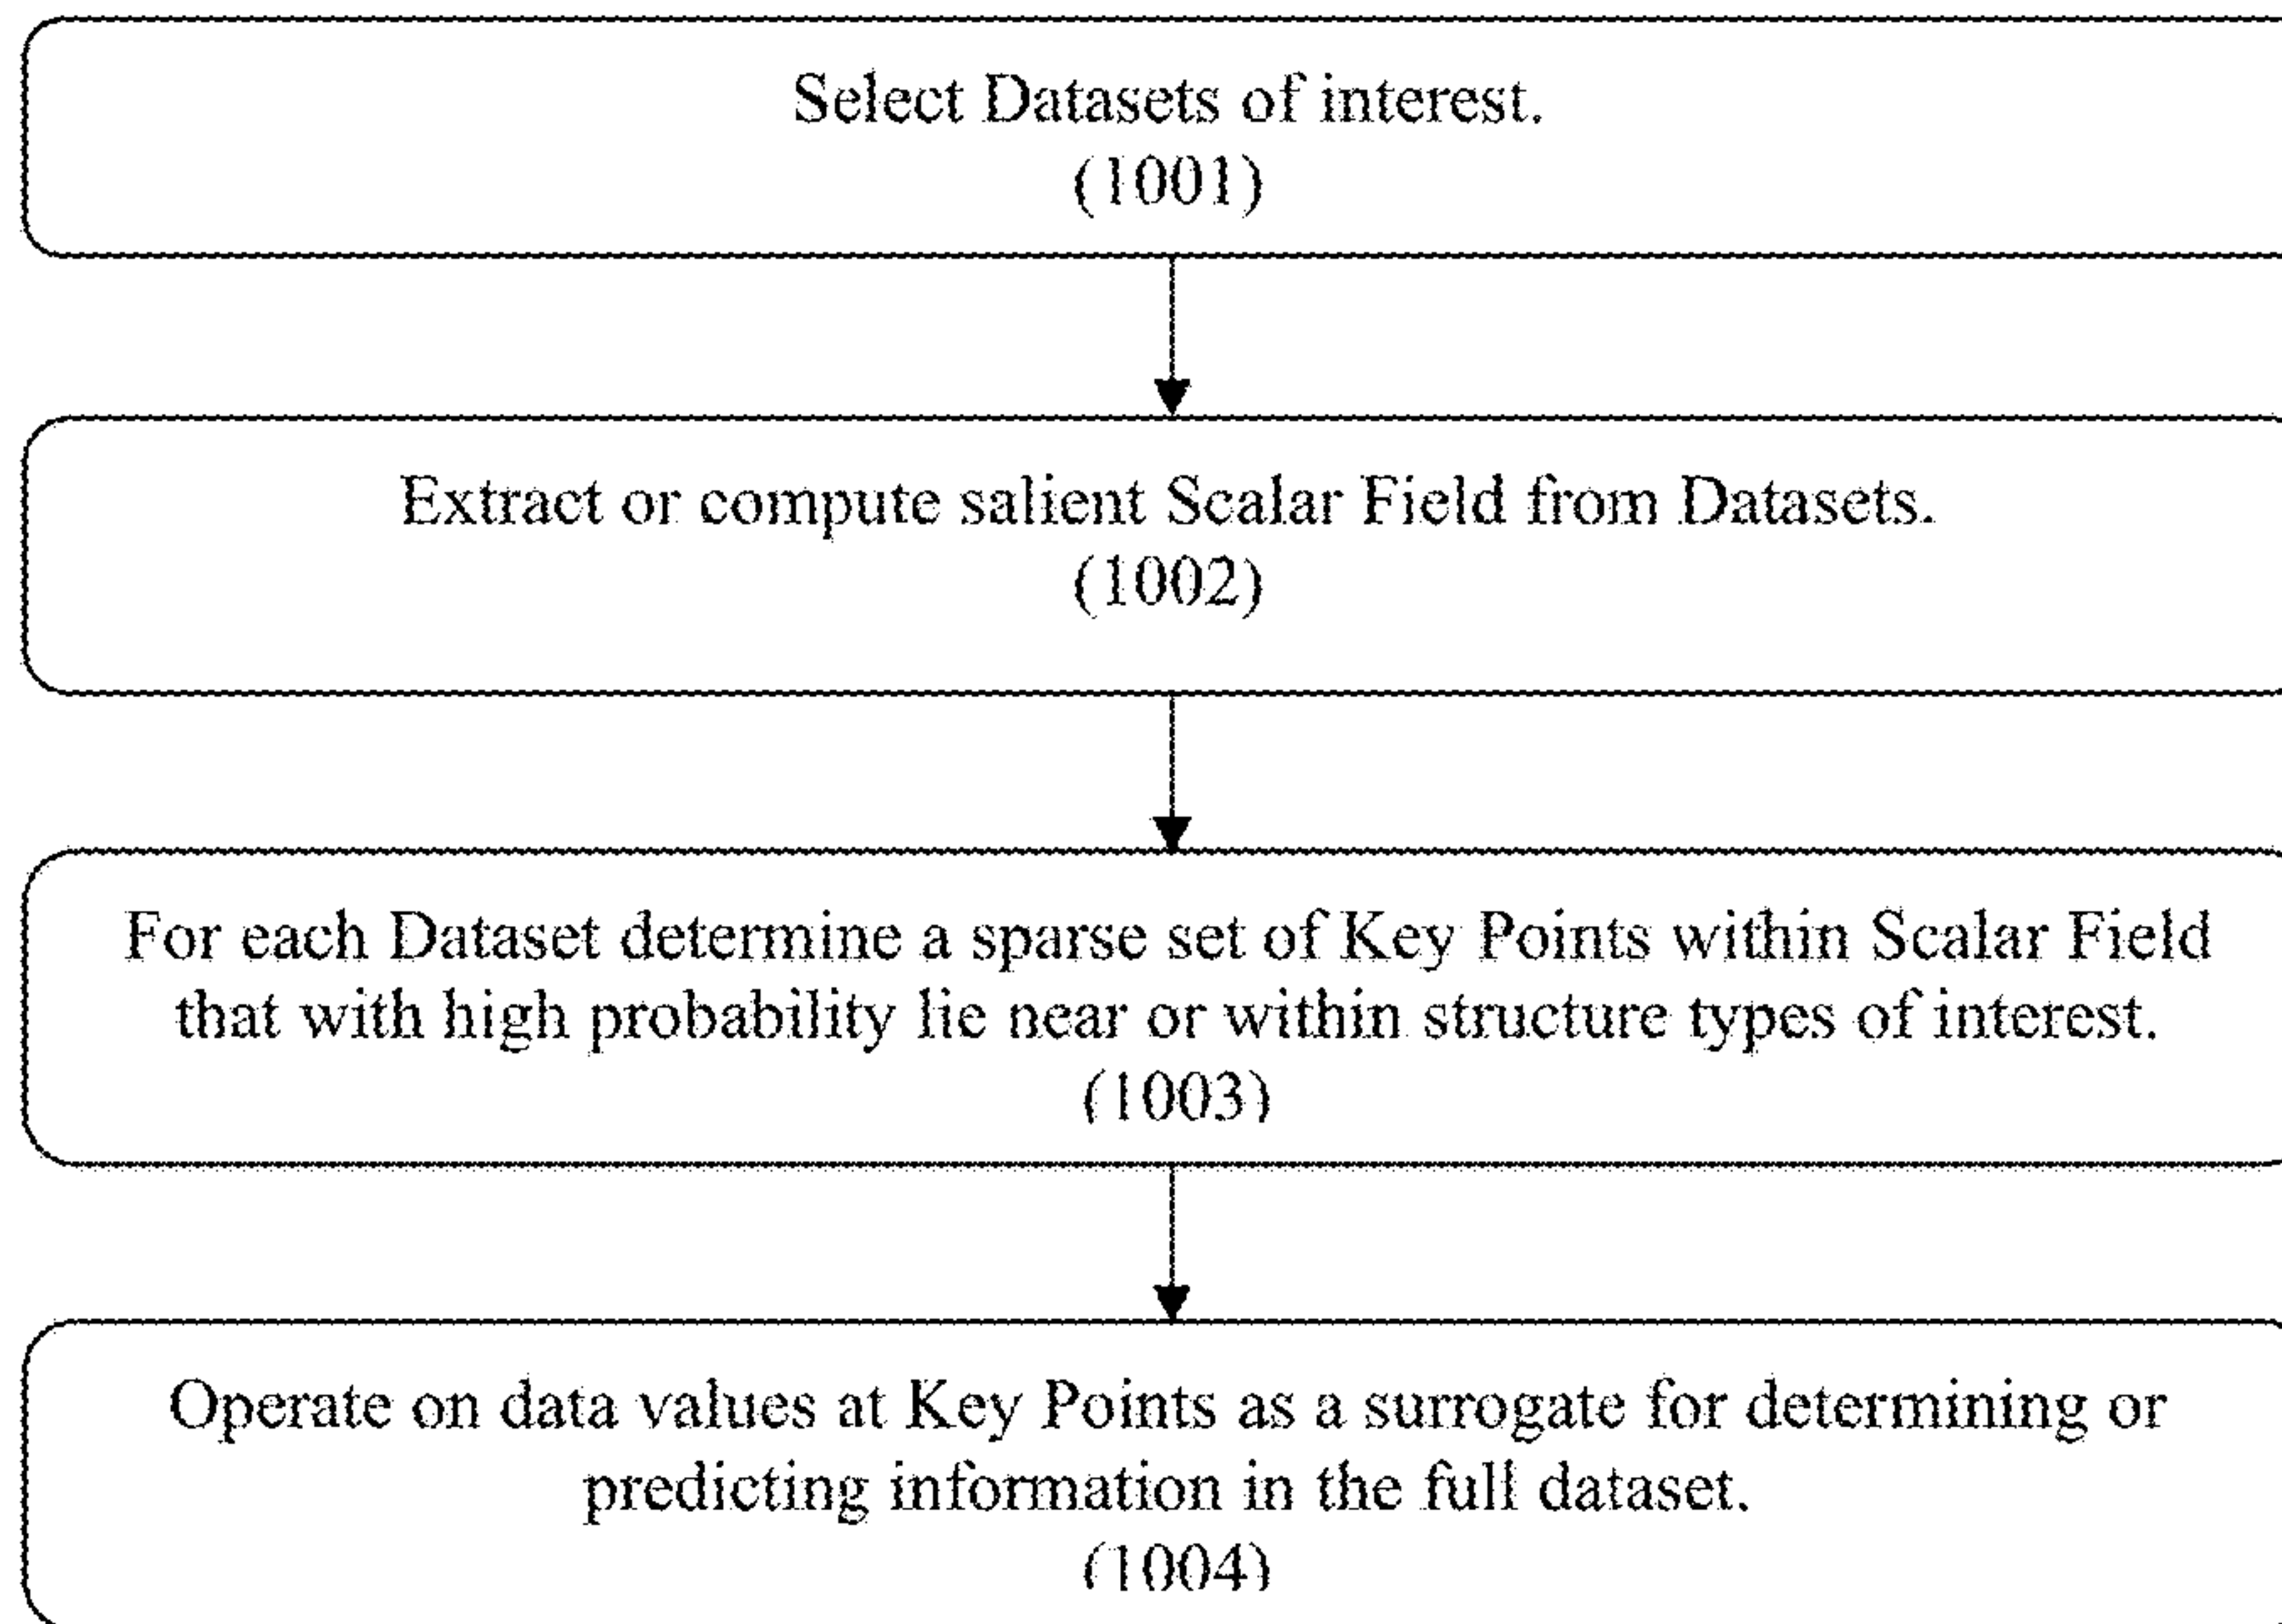 Select Datasets of interest.
(1001)
Extract or compute salient Scalar Field from Datasets.
(1002)
For each Dataset determine a sparse set of Key Points within Scalar Field
that with high probability lie near or within structure types of interest.
(1003)
Operate on data values at Key Points as a surrogate for determining or
predicting information in the full dataset.
(1004)